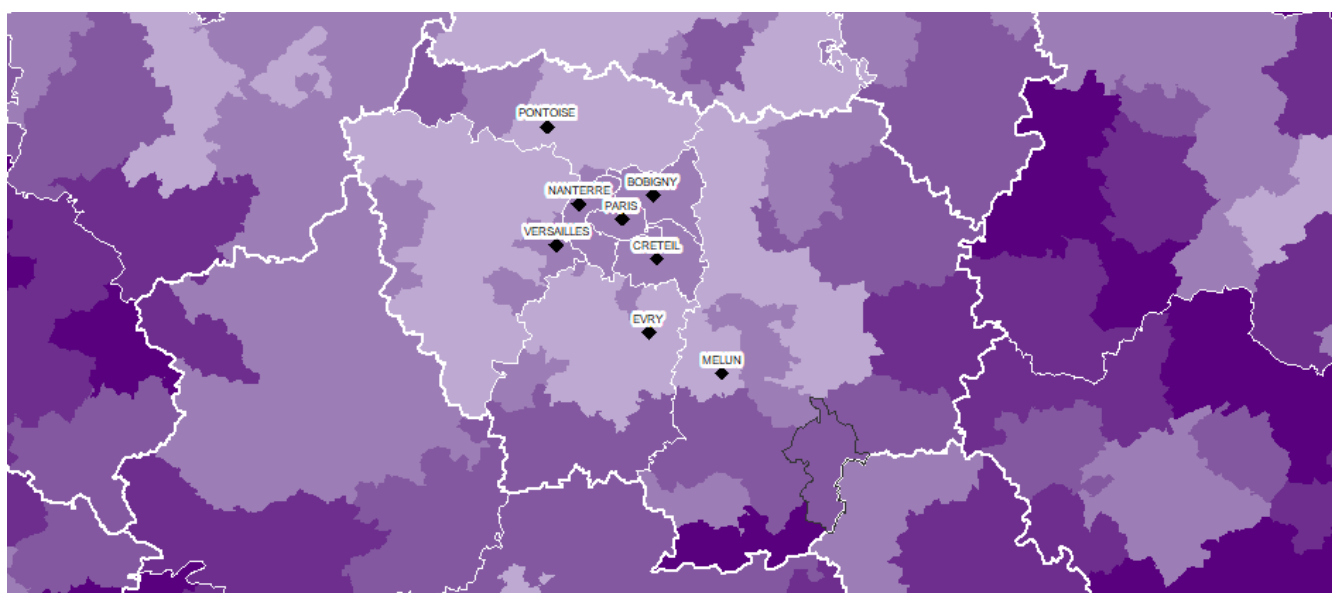 PONTOISE
BOBIGNY
NANTERRE
PARIS
VERSAILLES
CRETEIL
EVRY
MELUN